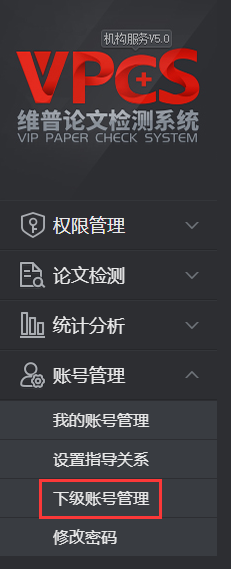 机构服务V5.0
VPCS
维普论文检测系统
VIP PAPER CHECK SYSTEM
权限管理
论文检测
统计分析
账号管理
我的账号管理
设置指导关系
下级账号管理
修改密码